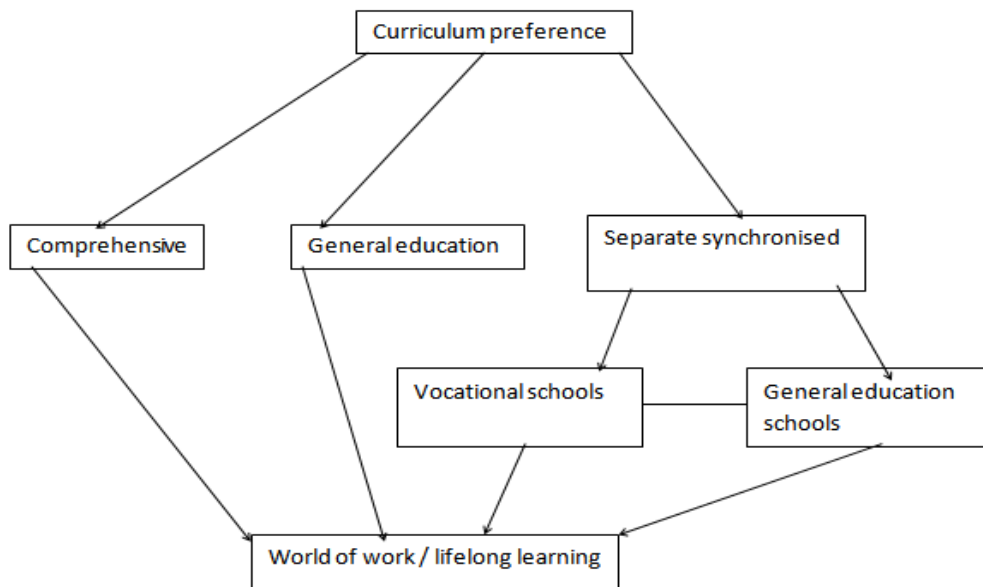 Curriculum preference
Comprehensive
General education
Separate synchronised
Vocational schools
General education
schools
World of work / lifelong learning